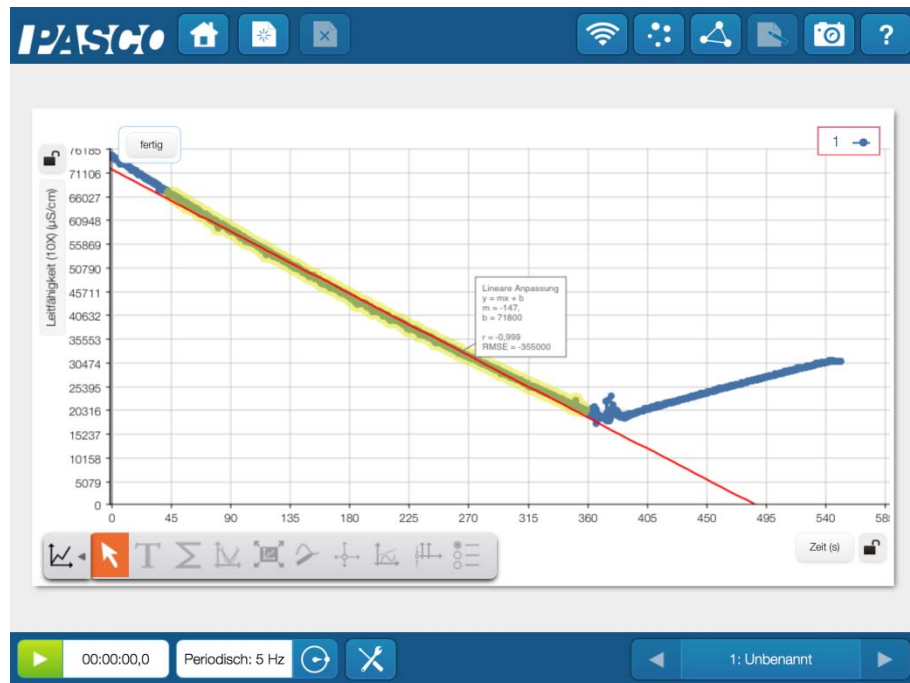 PASCO
?
fertig
1
76185
71106
66027
60948
55869
50790
45711
40632
35553
30474
25395
20316
15237
10158
5079
0
Leitfähigkeit (10X) (µS/cm)
Lineare Anpassung
y = mx + b
m = -147,
b = 71800
r = -0,999
RMSE = -355000
0 45 90 135 180 225 270 315 360 405 450 495 540 58
Zeit (s)
T Σ
00:00:00,0
Periodisch: 5 Hz
1: Unbenannt